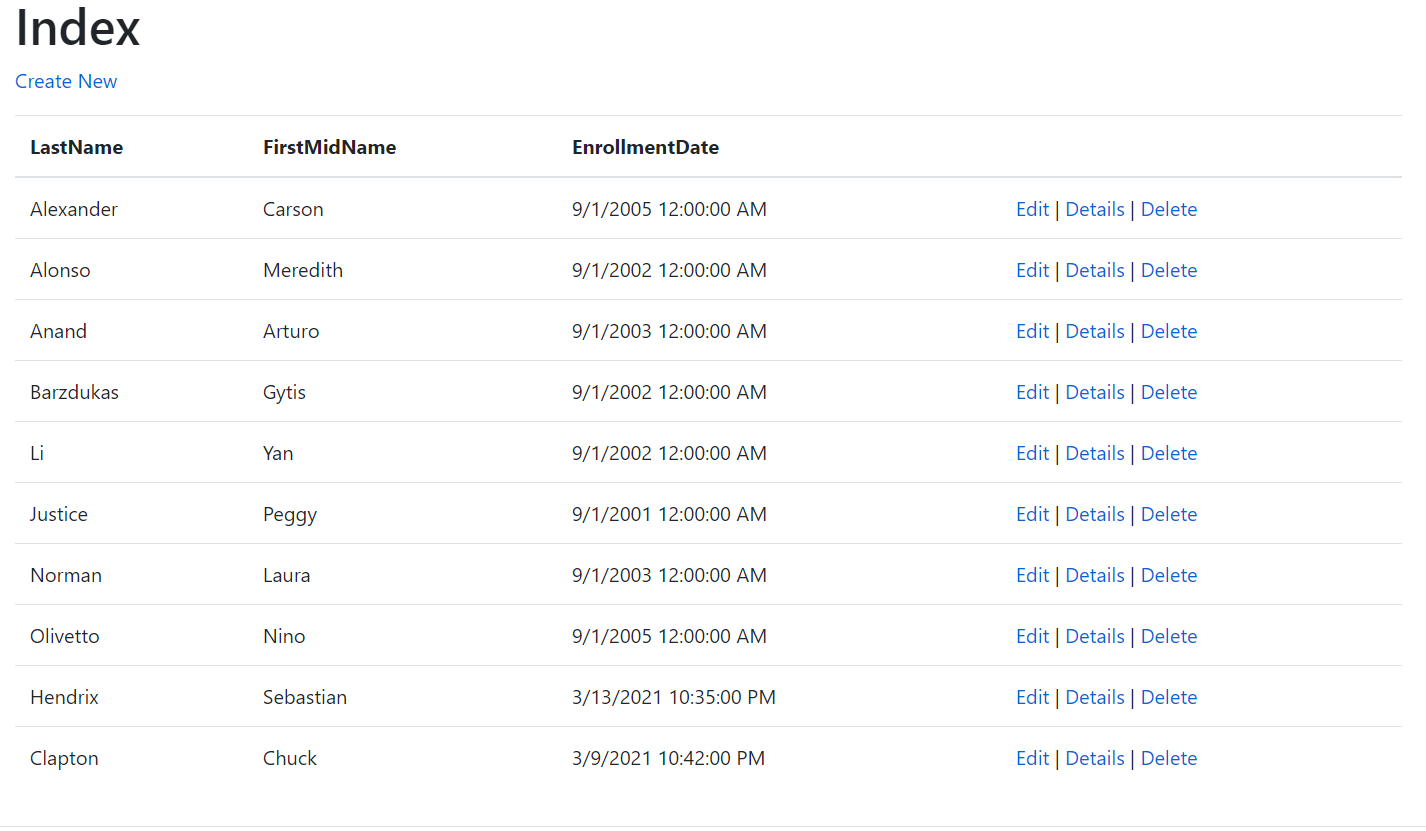 Index
Create New
LastName FirstMidName EnrollmentDate
Alexander Carson 9/1/2005 12:00:00 AM Edit | Details | Delete
Alonso Meredith 9/1/2002 12:00:00 AM Edit | Details | Delete
Anand Arturo 9/1/2003 12:00:00 AM Edit | Details | Delete
Barzdukas Gytis 9/1/2002 12:00:00 AM Edit | Details | Delete
Li Yan 9/1/2002 12:00:00 AM Edit | Details | Delete
Justice Peggy 9/1/2001 12:00:00 AM Edit | Details | Delete
Norman Laura 9/1/2003 12:00:00 AM Edit | Details | Delete
Olivetto Nino 9/1/2005 12:00:00 AM Edit | Details | Delete
Hendrix Sebastian 3/13/2021 10:35:00 PM Edit | Details | Delete
Clapton Chuck 3/9/2021 10:42:00 PM Edit | Details | Delete